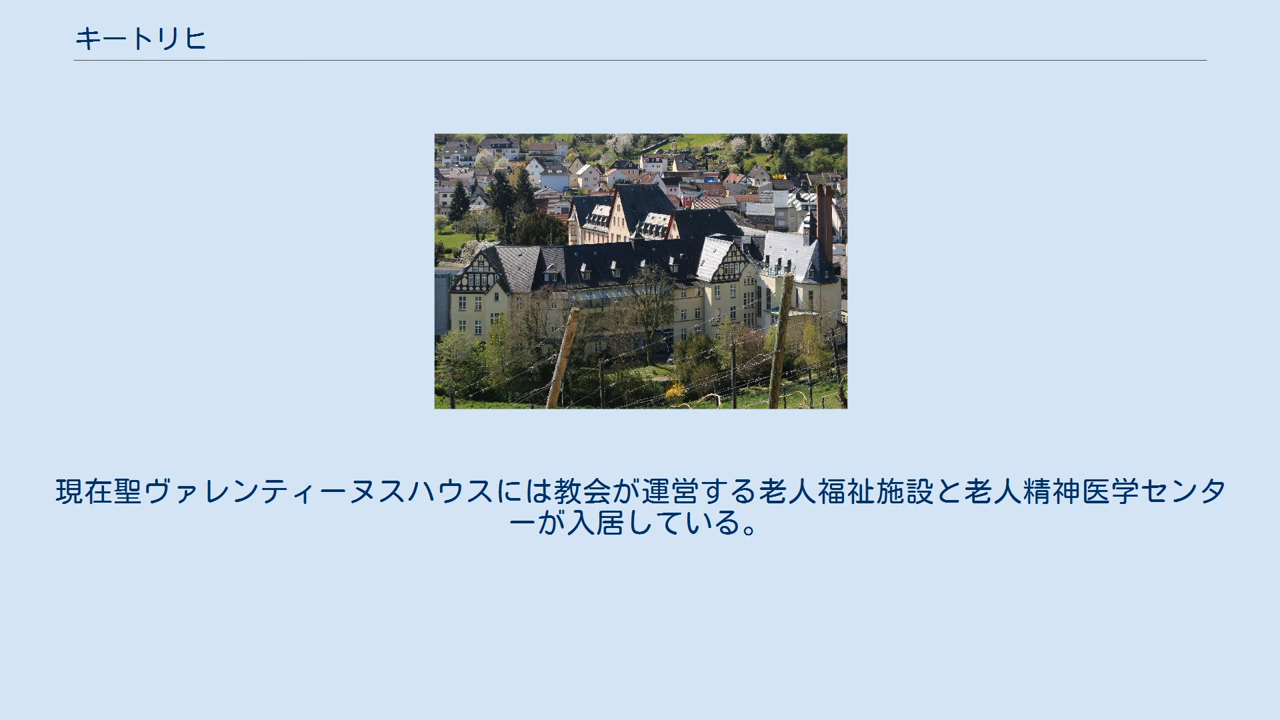 キートリヒ
現在聖ヴァレンティーヌスハウスには教会が運営する老人福祉施設と老人精神医学センタ
ーが入居している。